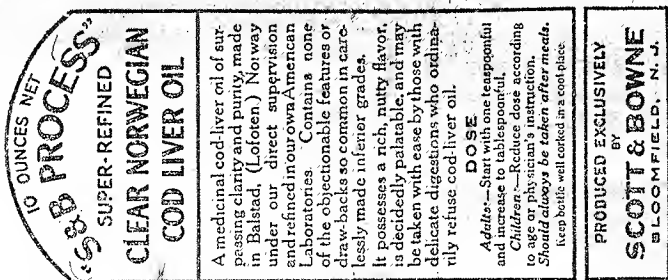 10 OUNCES NET
"S&B PROCESS"
SUPER-REFINED
CLEAR NORWEGIAN
COD LIVER OIL
A medicinal cod-liver oil of sur-
passing clarity and purity, made
in Balstad, (Lofoten.) Norway
under our direct supervision
and refined in our own American
Laboratories. Contains none
of the objectionable features or
draw-backs so common in care-
lessly made inferior grades.
It possesses a rich, nutty flavor,
is decidedly palatable, and may
be taken with ease by those with
delicate digestions who ordina-
rily refuse cod-liver oil.
DOSE
Adults:—Start with one teaspoonful
and increase to tablespoonful.
Children:—Reduce dose according
to age or physician's instruction.
Should always be taken after meals.
Keep bottle well corked in a cool place.
PRODUCED EXCLUSIVELY
BY
SCOTT & BOWNE
BLOOMFIELD. N. J.